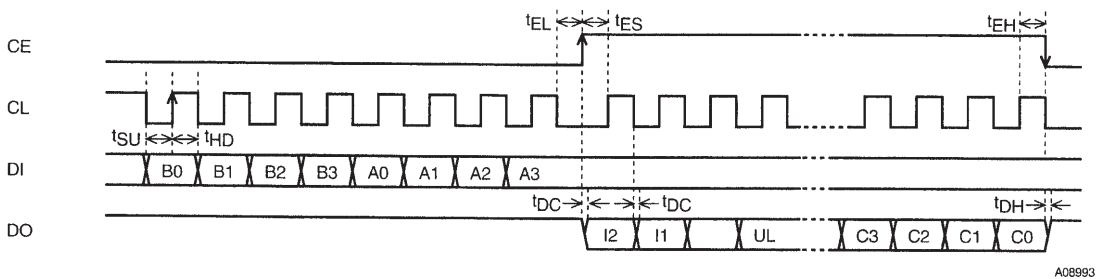 tEL tES tEH
CE
CL
tSU tHD
DI B0 B1 B2 B3 A0 A1 A2 A3
tDC tDC tDH
DO I2 I1 UL C3 C2 C1 C0
A08993